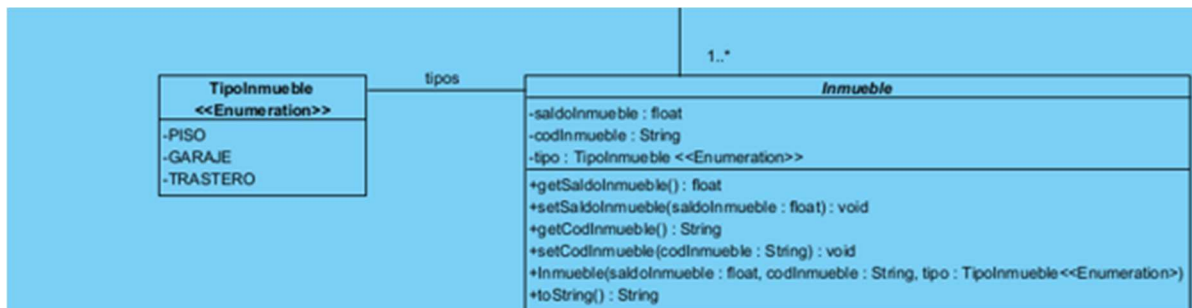 1..*
tipos
TipoInmueble
<<Enumeration>>
-PISO
-GARAJE
-TRASTERO
Inmueble
-saldoInmueble : float
-codInmueble : String
-tipo : TipoInmueble <<Enumeration>>
+getSaldoInmueble() : float
+setSaldoInmueble(saldoInmueble : float) : void
+getCodInmueble() : String
+setCodInmueble(codInmueble : String) : void
+Inmueble(saldoInmueble : float, codInmueble : String, tipo : TipoInmueble<<Enumeration>)
+toString() : String